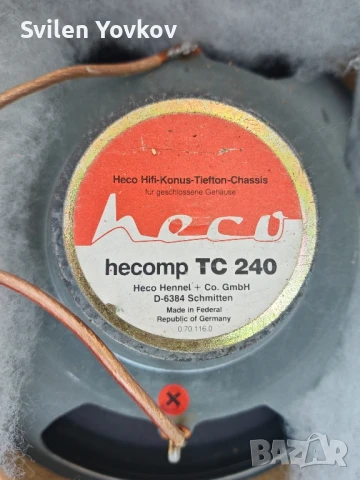 Svilen Yovkov
Heco Hifi-Konus-Tiefton-Chassis
für geschlossene Gehäuse
heco
hecomp TC 240
Heco Hennel + Co. GmbH
D-6384 Schmitten
Made in Federal
Republic of Germany
0.70.116.0
BAZAR